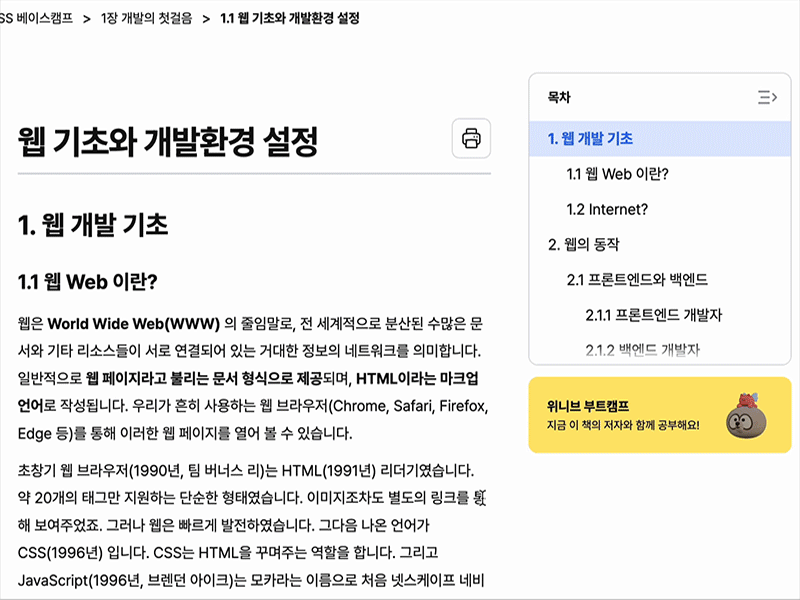 SS 베이스캠프 > 1장 개발의 첫걸음 > 1.1 웹 기초와 개발환경 설정
웹 기초와 개발환경 설정
1. 웹 개발 기초
1.1 웹 Web 이란?
웹은 World Wide Web(WWW) 의 줄임말로, 전 세계적으로 분산된 수많은 문
서와 기타 리소스들이 서로 연결되어 있는 거대한 정보의 네트워크를 의미합니다.
일반적으로 웹 페이지라고 불리는 문서 형식으로 제공되며, HTML이라는 마크업
언어로 작성됩니다. 우리가 흔히 사용하는 웹 브라우저(Chrome, Safari, Firefox,
Edge 등)를 통해 이러한 웹 페이지를 열어 볼 수 있습니다.
초창기 웹 브라우저(1990년, 팀 버너스 리)는 HTML(1991년) 리더기였습니다.
약 20개의 태그만 지원하는 단순한 형태였습니다. 이미지조차도 별도의 링크를 통
해 보여주었죠. 그러나 웹은 빠르게 발전하였습니다. 그다음 나온 언어가
CSS(1996년) 입니다. CSS는 HTML을 꾸며주는 역할을 합니다. 그리고
JavaScript(1996년, 브렌던 아이크)는 모카라는 이름으로 처음 넷스케이프 네비
목차
1. 웹 개발 기초
1.1 웹 Web 이란?
1.2 Internet?
2. 웹의 동작
2.1 프론트엔드와 백엔드
2.1.1 프론트엔드 개발자
2.1.2 백엔드 개발자
위니브 부트캠프
지금 이 책의 저자와 함께 공부해요!